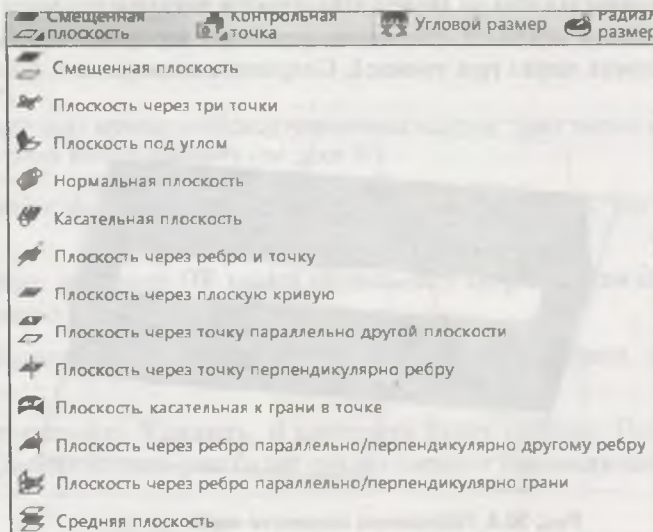 Смещенная Контрольная Радиал
плоскость точка Угловой размер размер
Смещенная плоскость
Плоскость через три точки
Плоскость под углом
Нормальная плоскость
Касательная плоскость
Плоскость через ребро и точку
Плоскость через плоскую кривую
Плоскость через точку параллельно другой плоскости
Плоскость через точку перпендикулярно ребру
Плоскость, касательная к грани в точке
Плоскость через ребро параллельно/перпендикулярно другому ребру
Плоскость через ребро параллельно/перпендикулярно грани
Средняя плоскость